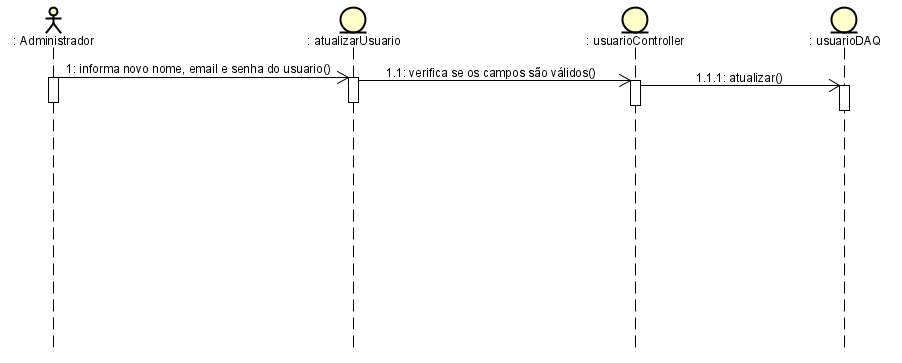 : Administrador
: atualizarUsuario
: usuarioController
: usuarioDAQ
1: informa novo nome, email e senha do usuario()
1.1: verifica se os campos são válidos()
1.1.1: atualizar()